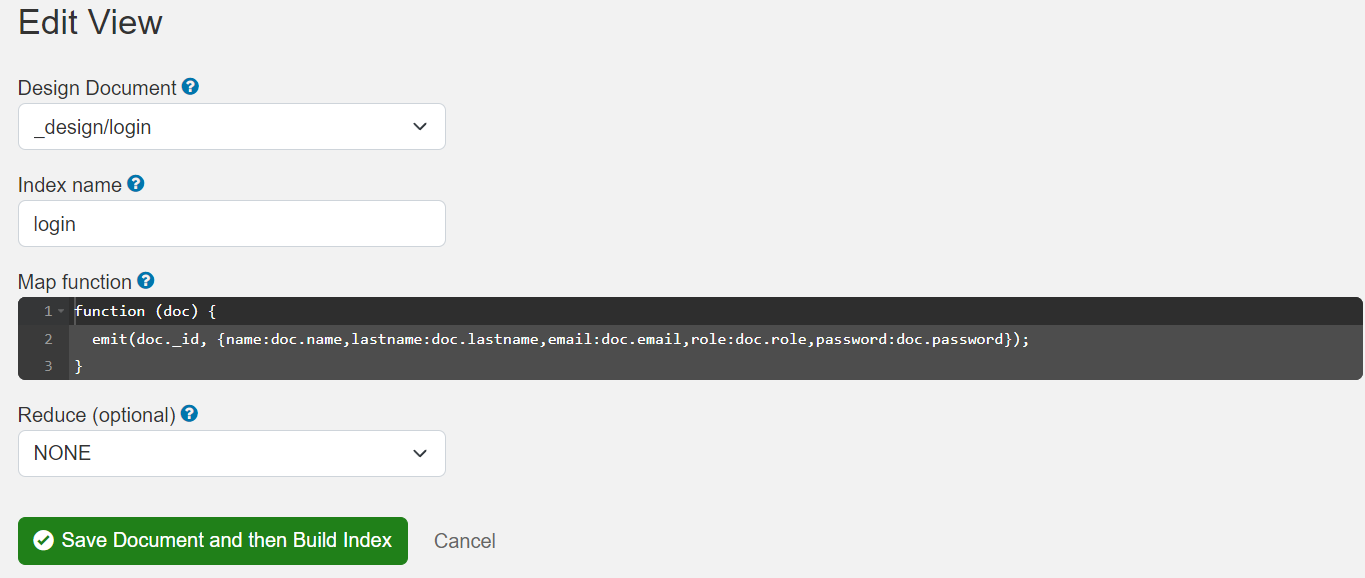 Edit View
Design Document ?
_design/login
Index name ?
login
Map function ?
1 function (doc) {
2   emit(doc._id, {name:doc.name,lastname:doc.lastname,email:doc.email,role:doc.role,password:doc.password});
3 }
Reduce (optional) ?
NONE
Save Document and then Build Index Cancel